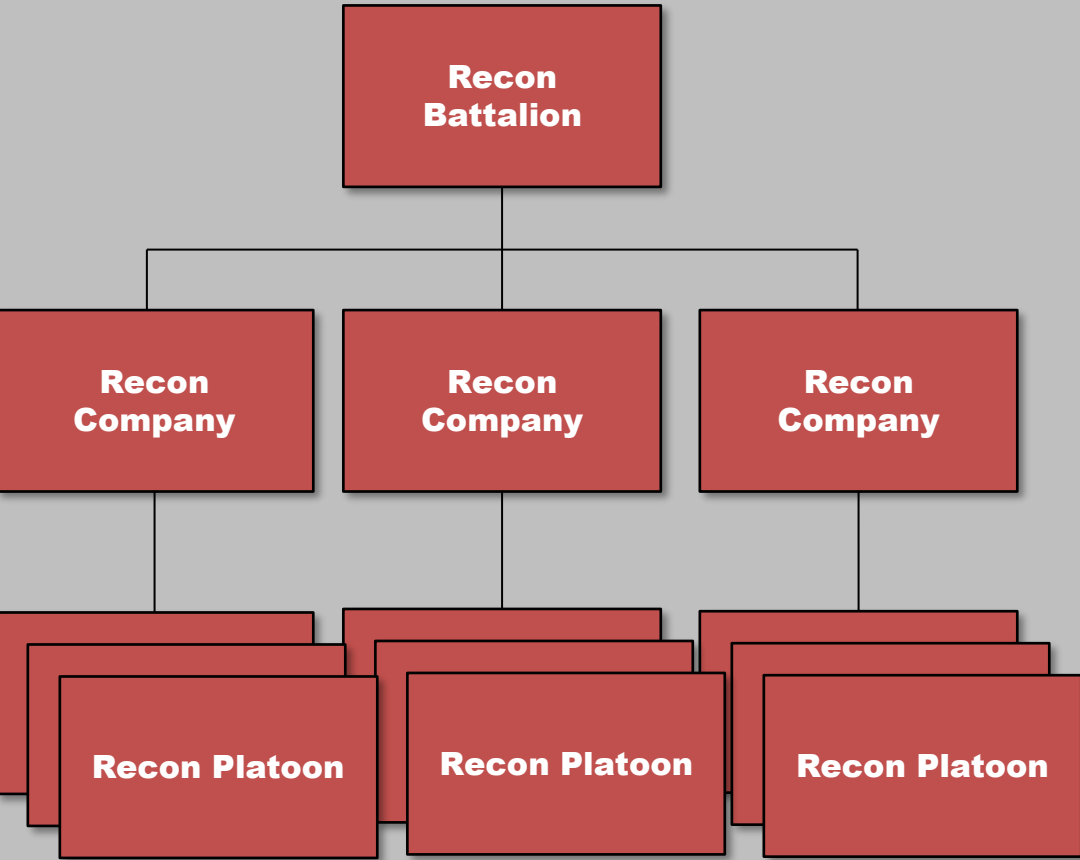 Recon
Battalion
Recon
Company
Recon
Company
Recon
Company
Recon Platoon
Recon Platoon
Recon Platoon